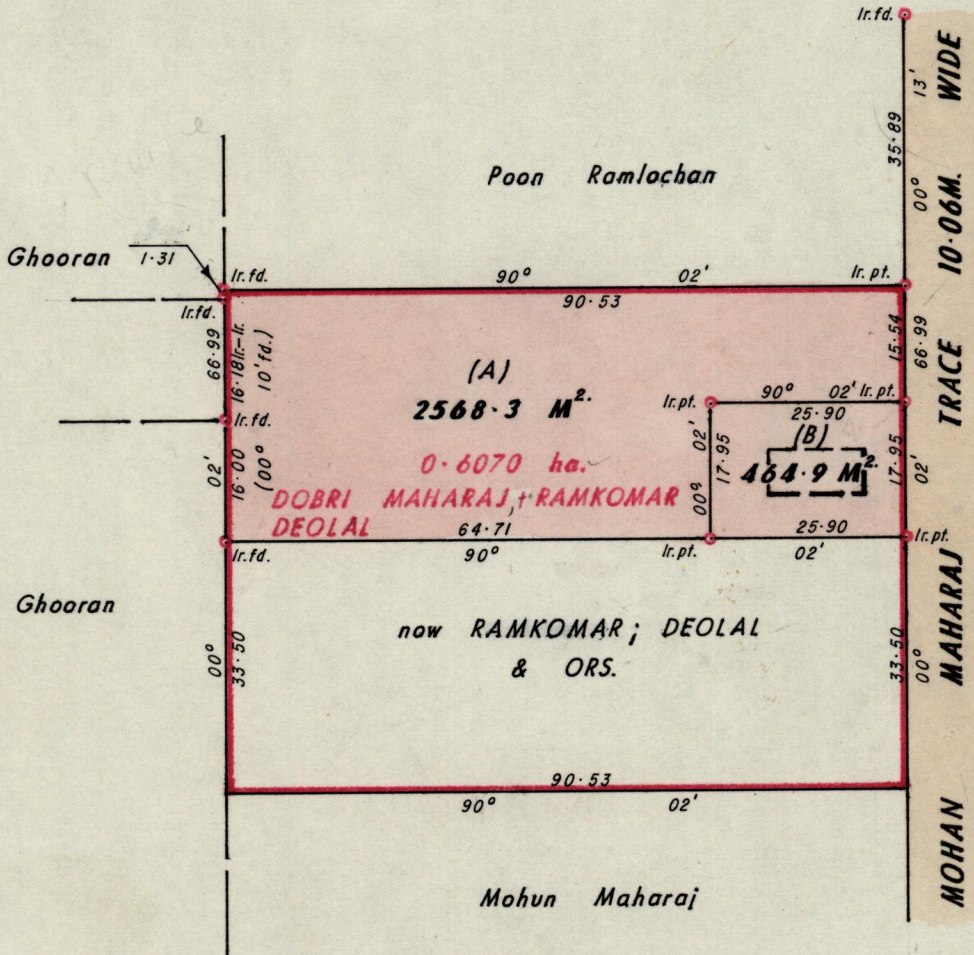 Ir.fd.
35·89
00° 13'
Poon Ramlochan
Ghooran
1·31
Ir.fd.
90° 02'
Ir.pt.
90·53
Ir.fd.
66·99
16·18 Ir.–Ir.
10' fd.)
15·54
66·99
(A)
2568·3 M².
90° 02' Ir.pt.
Ir.pt.
25·90
Ir.fd.
(B)
464·9 M².
0·6070 ha.
DOBRI MAHARAJ, + RAMKOMAR
DEOLAL
02'
16·00
(00°
00° 02'
17·95
17·95
02'
64·71
25·90
Ir.fd.
90°
Ir.pt.
02'
Ir.pt.
Ghooran
now RAMKOMAR ; DEOLAL
& ORS.
00°
33·50
33·50
00°
90·53
90° 02'
Mohun Maharaj
MOHAN MAHARAJ TRACE 10·06M. WIDE